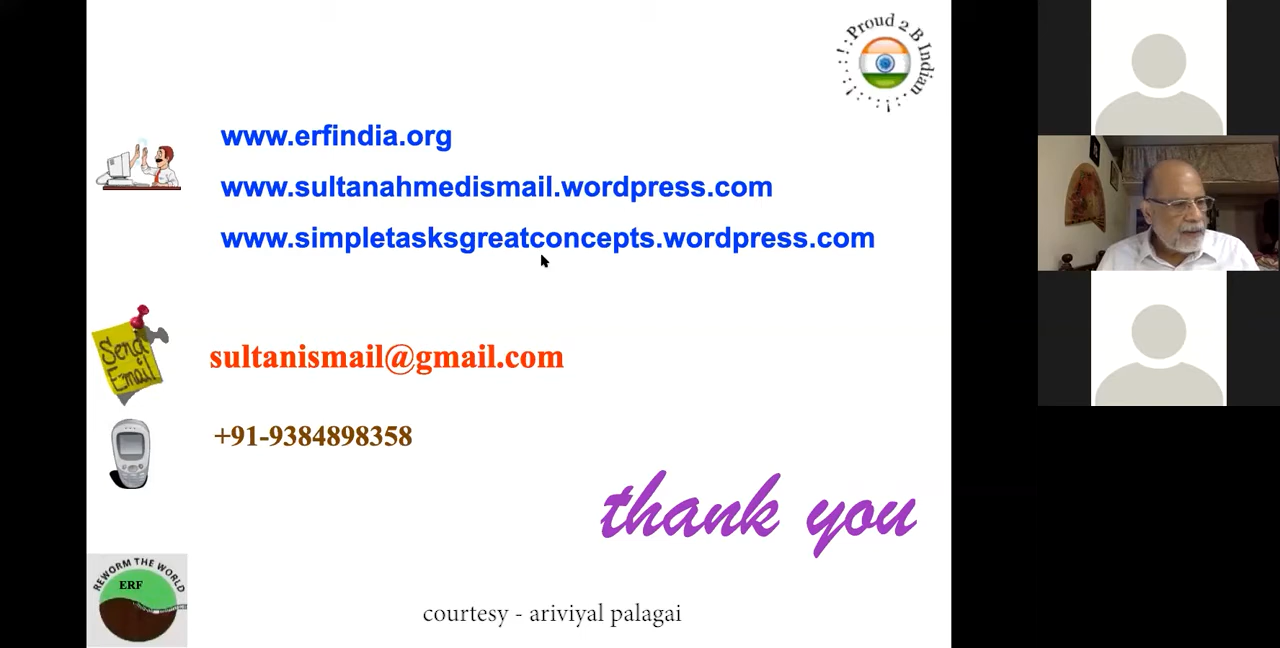 Proud 2 B Indian
www.erfindia.org
www.sultanahmedismail.wordpress.com
www.simpletasksgreatconcepts.wordpress.com
Send
Email
sultanismail@gmail.com
+91-9384898358
thank you
REWORM THE WORLD
ERF
courtesy - ariviyal palagai